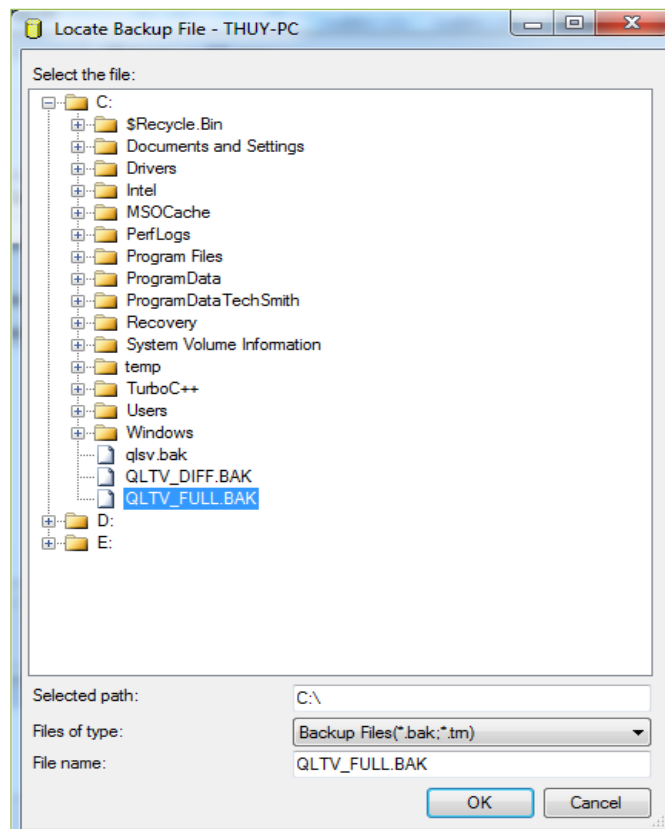 Locate Backup File - THUY-PC
Select the file:
C:
$Recycle.Bin
Documents and Settings
Drivers
Intel
MSOCache
PerfLogs
Program Files
ProgramData
ProgramDataTechSmith
Recovery
System Volume Information
temp
TurboC++
Users
Windows
qlsv.bak
QLTV_DIFF.BAK
QLTV_FULL.BAK
D:
E:
Selected path: C:\
Files of type: Backup Files(*.bak;*.trn)
File name: QLTV_FULL.BAK
OK Cancel